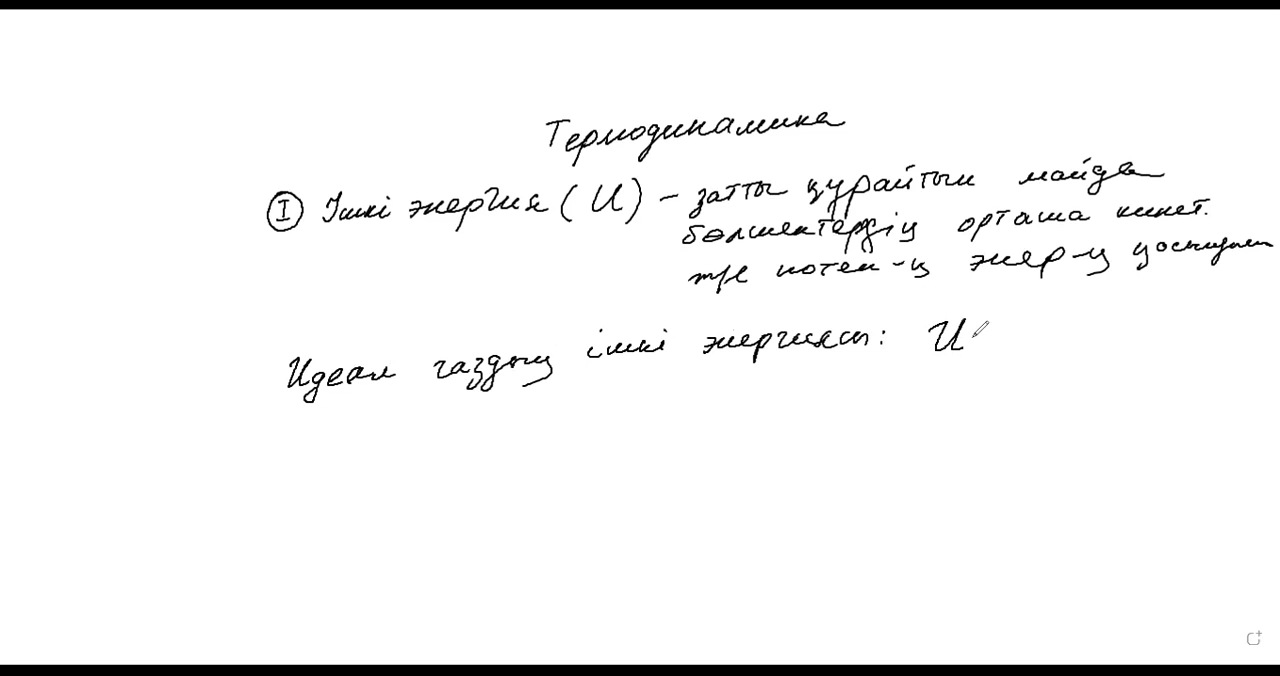 Термодинамика
I Ішкі энергия (U) – затты құрайтын майда
бөлшектердің орташа кинет.
және потен-қ энер-ң қосындысы
Идеал газдың ішкі энергиясы: U